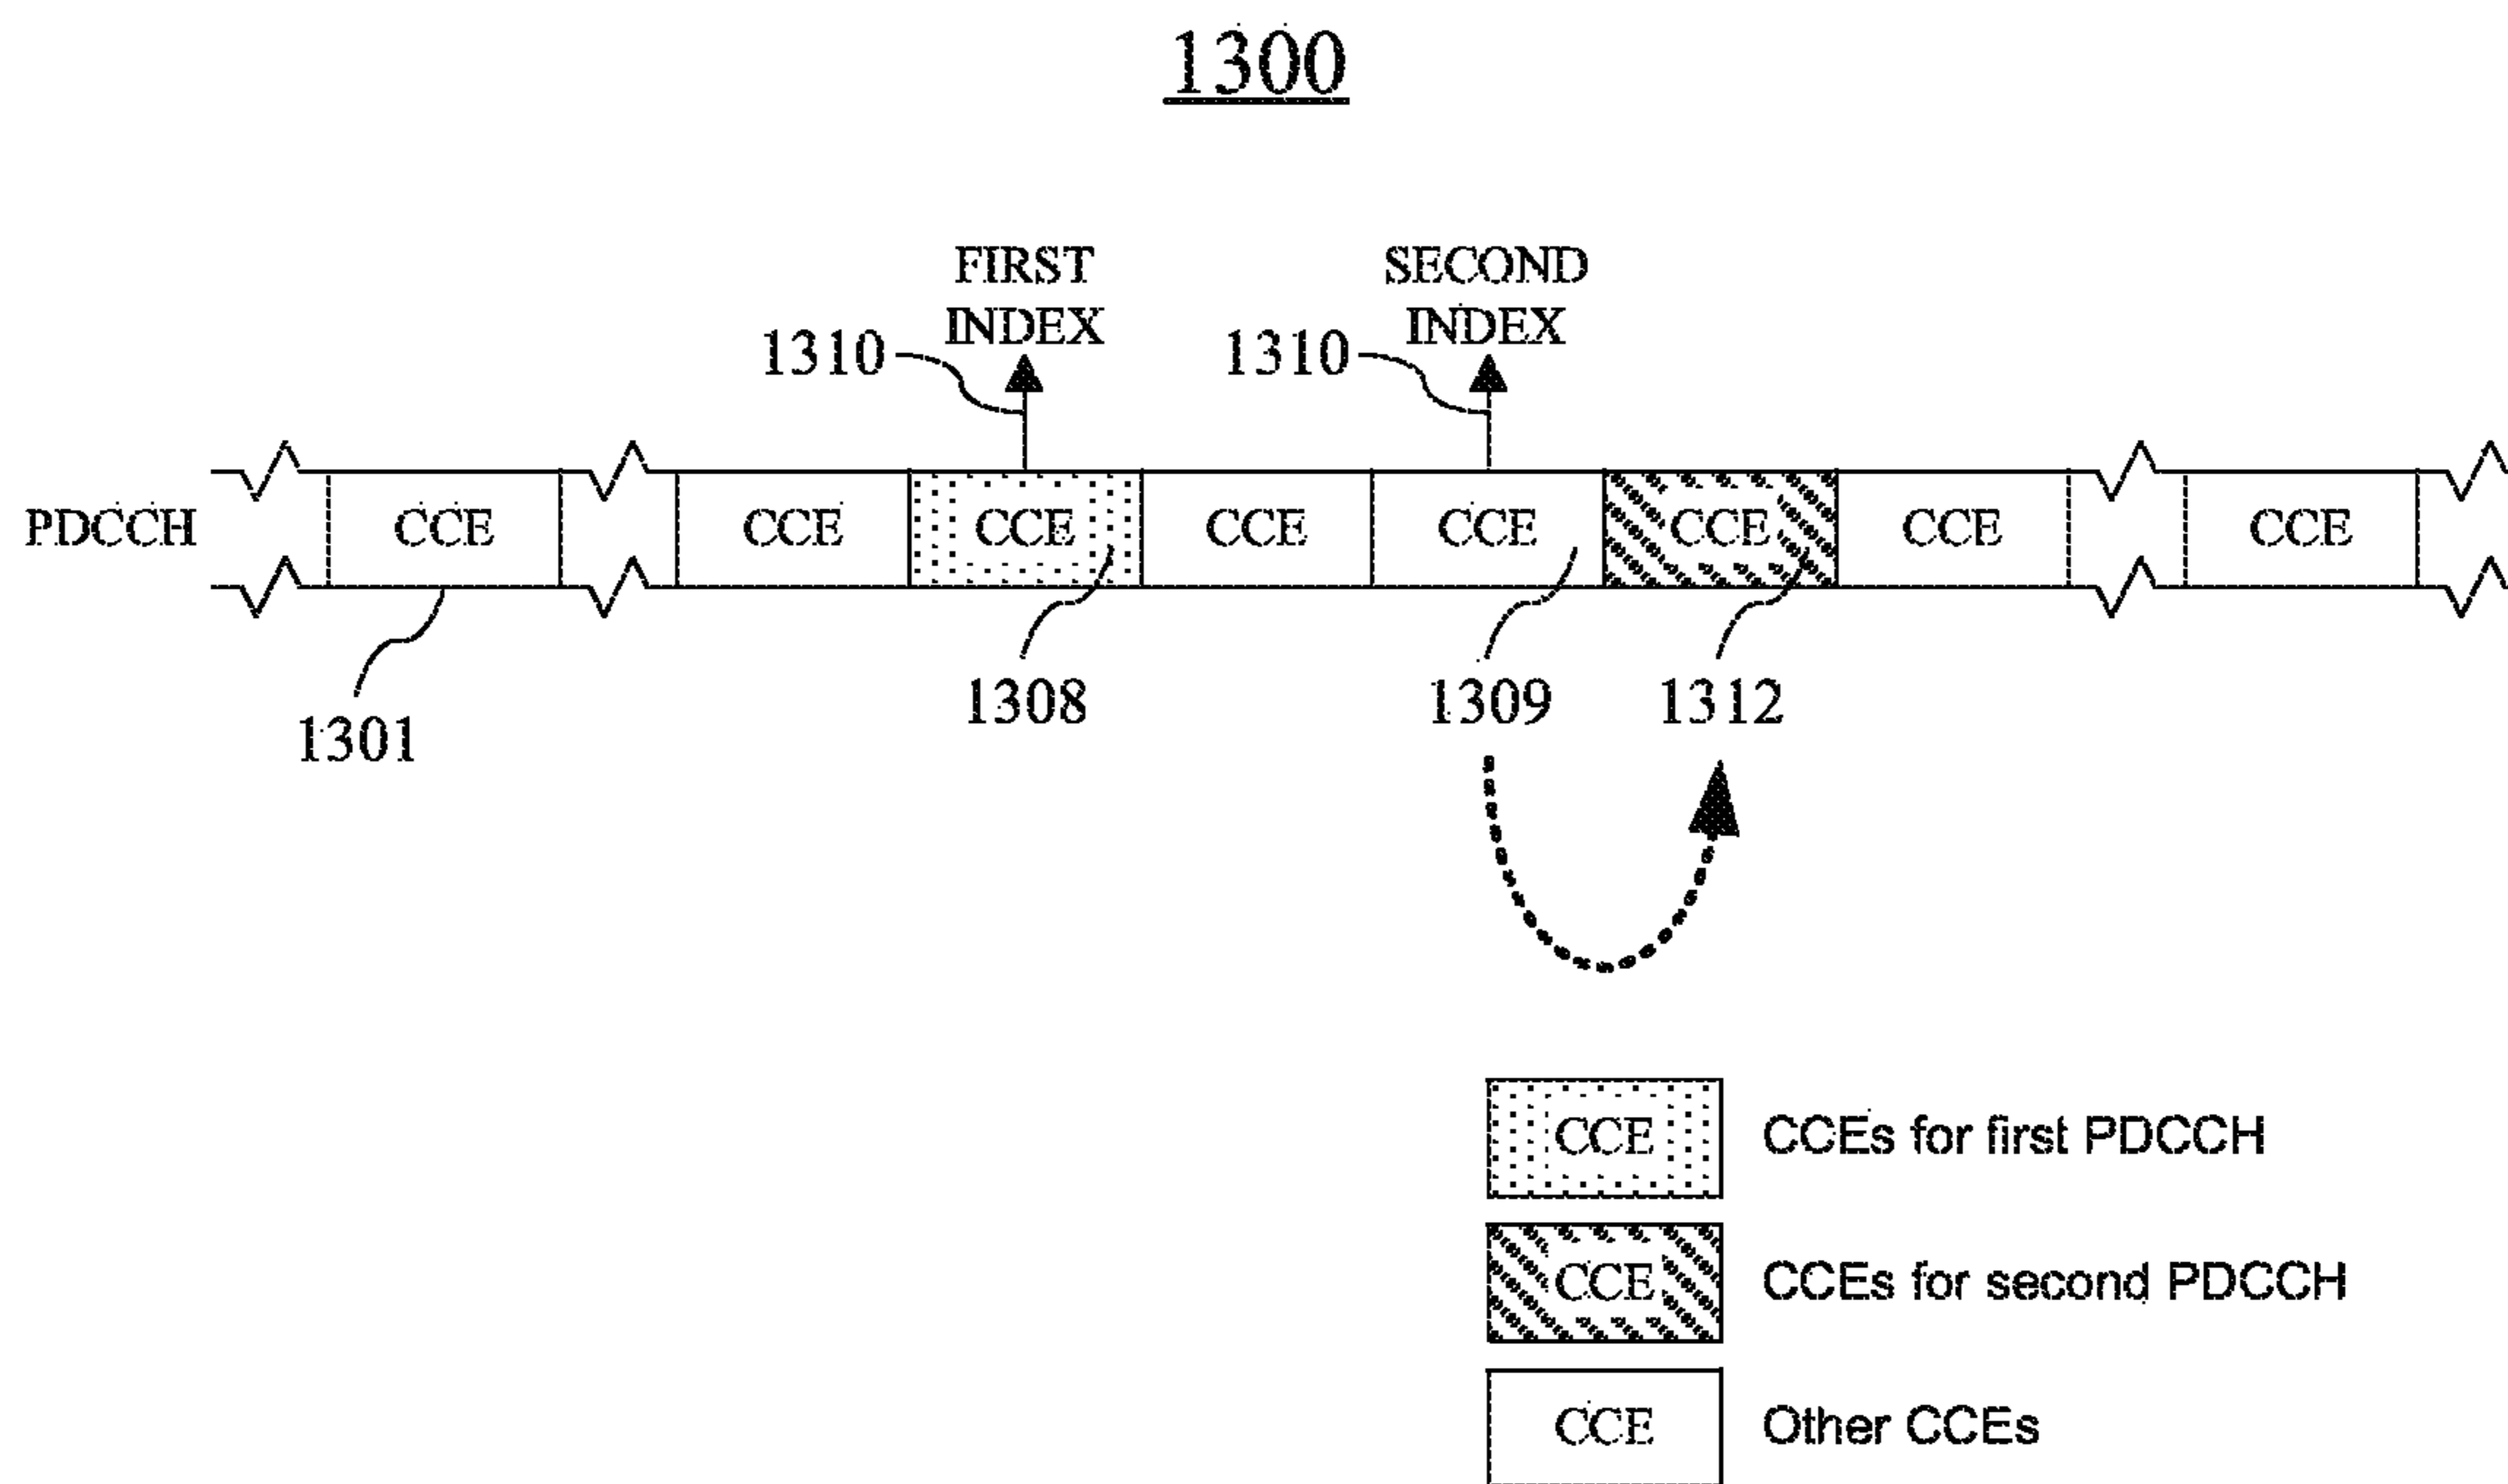 1300
FIRST INDEX
SECOND INDEX
1310
1310
PDCCH
CCE
CCE
CCE
CCE
CCE
CCE
CCE
CCE
1301
1308
1309
1312
CCE CCEs for first PDCCH
CCE CCEs for second PDCCH
CCE Other CCEs